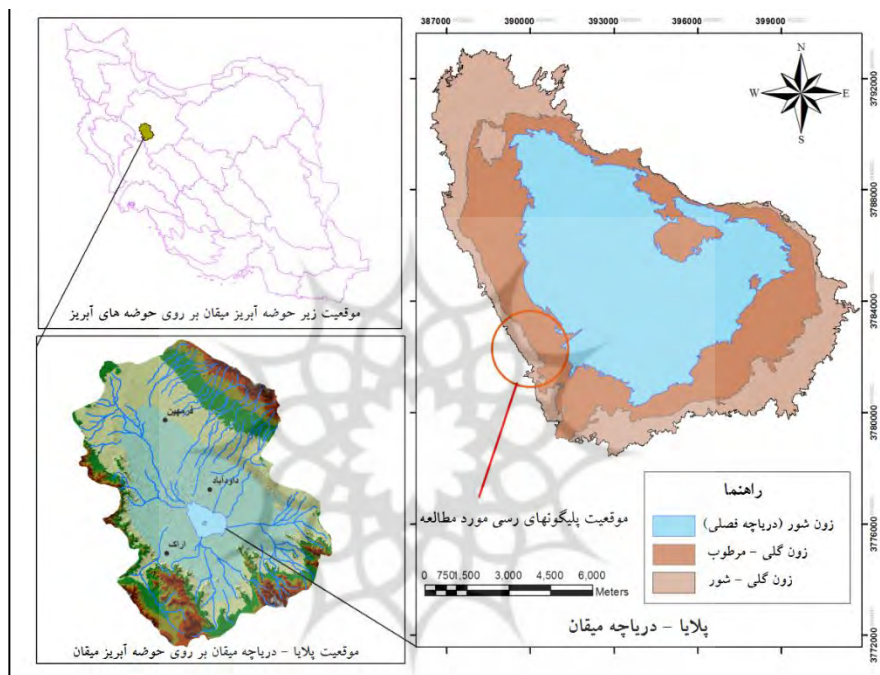 موقعیت زیر حوضه آبریز میقان بر روی حوضه های آبریز
فرمهین
داودآباد
اراک
موقعیت پلایا - دریاچه میقان بر روی حوضه آبریز میقان
387000 390000 393000 396000 399000
N
W E
S
3792000
3788000
3784000
3780000
3776000
3772000
موقعیت پلیگونهای رسی مورد مطالعه
راهنما
زون شور (دریاچه فصلی)
زون گلی - مرطوب
زون گلی - شور
0 750 1,500 3,000 4,500 6,000
Meters
پلایا - دریاچه میقان